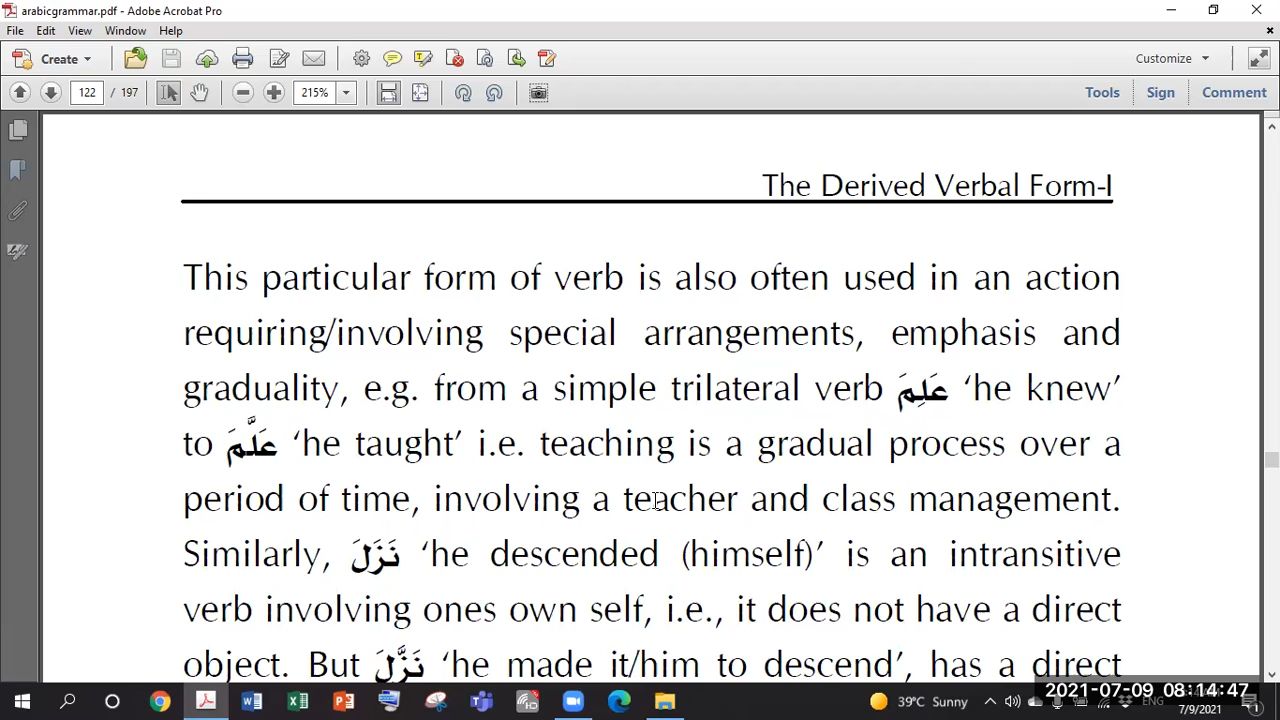 arabicgrammar.pdf - Adobe Acrobat Pro
File Edit View Window Help
Create Customize
122 / 197 215% Tools Sign Comment
The Derived Verbal Form-I
This particular form of verb is also often used in an action
requiring/involving special arrangements, emphasis and
graduality, e.g. from a simple trilateral verb عَلِمَ ‘he knew’
to عَلَّمَ ‘he taught’ i.e. teaching is a gradual process over a
period of time, involving a teacher and class management.
Similarly, نَزَلَ ‘he descended (himself)’ is an intransitive
verb involving ones own self, i.e., it does not have a direct
object. But نَزَّلَ ‘he made it/him to descend’, has a direct
39°C Sunny ENG 2021-07-09 08:14:47
7/9/2021